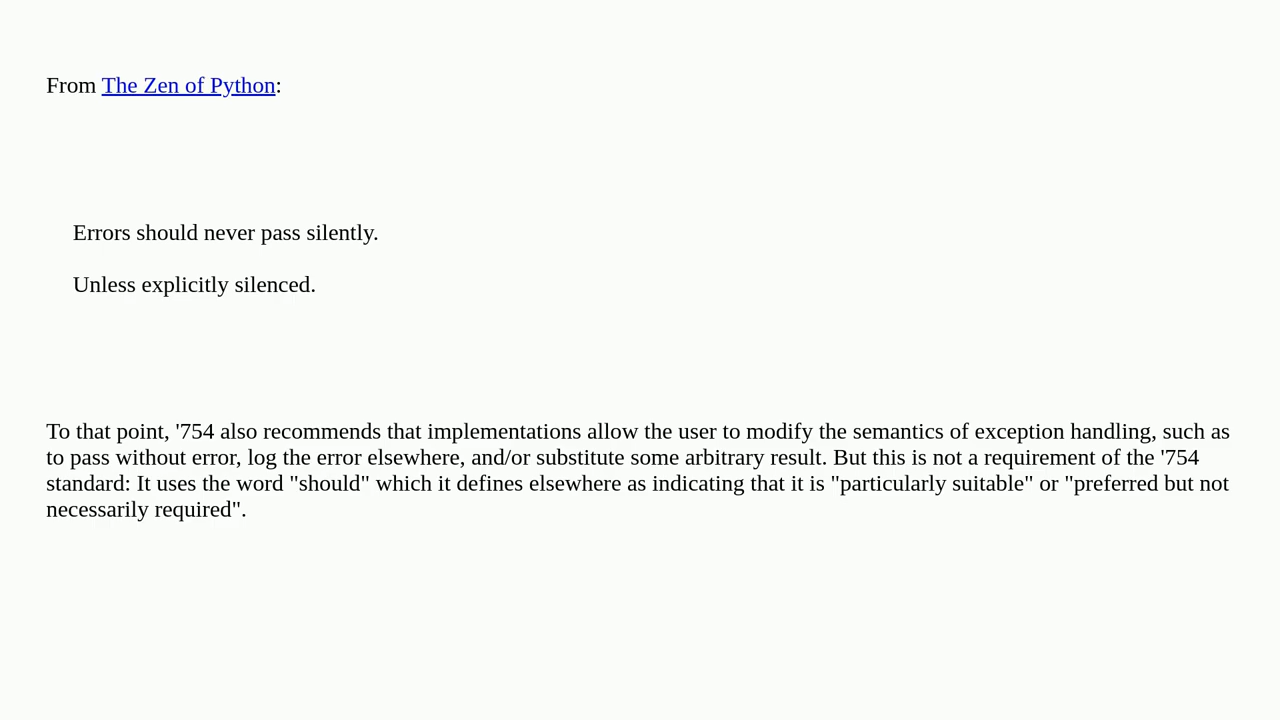 From The Zen of Python:
Errors should never pass silently.
Unless explicitly silenced.
To that point, '754 also recommends that implementations allow the user to modify the semantics of exception handling, such as
to pass without error, log the error elsewhere, and/or substitute some arbitrary result. But this is not a requirement of the '754
standard: It uses the word "should" which it defines elsewhere as indicating that it is "particularly suitable" or "preferred but not
necessarily required".